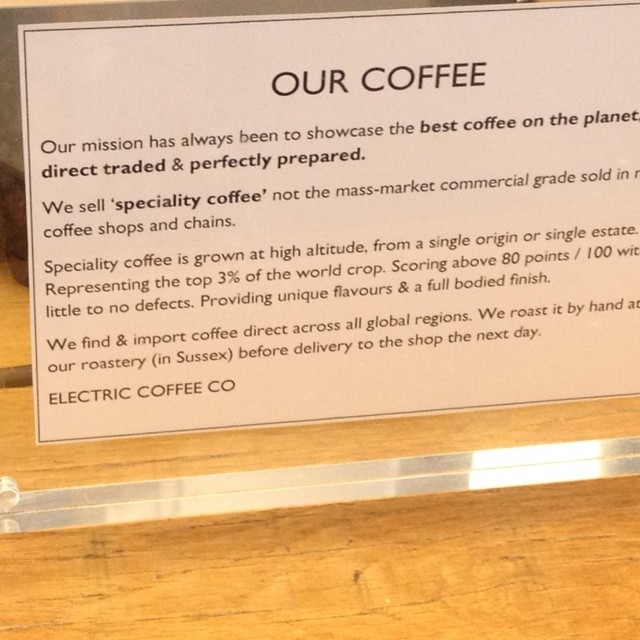 OUR COFFEE
Our mission has always been to showcase the best coffee on the planet,
direct traded & perfectly prepared.
We sell 'speciality coffee' not the mass-market commercial grade sold in
coffee shops and chains.
Speciality coffee is grown at high altitude, from a single origin or single estate.
Representing the top 3% of the world crop. Scoring above 80 points / 100
little to no defects. Providing unique flavours & a full bodied finish.
We find & import coffee direct across all global regions. We roast it by hand at
our roastery (in Sussex) before delivery to the shop the next day.
ELECTRIC COFFEE CO